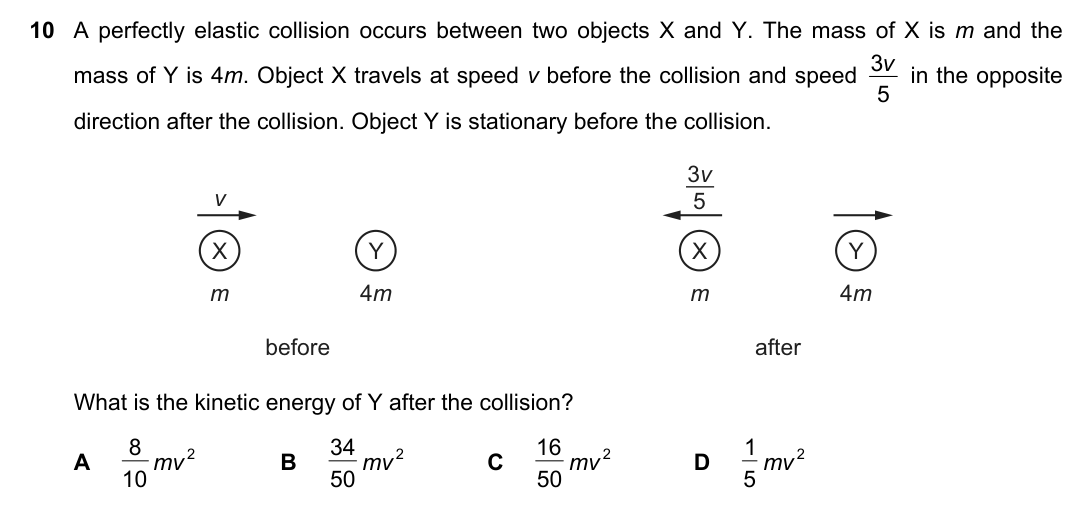 10 A perfectly elastic collision occurs between two objects X and Y. The mass of X is m and the
mass of Y is 4m. Object X travels at speed v before the collision and speed 3v/5 in the opposite
direction after the collision. Object Y is stationary before the collision.
v 3v/5
X Y X Y
m 4m m 4m
before after
What is the kinetic energy of Y after the collision?
A 8/10 mv² B 34/50 mv² C 16/50 mv² D 1/5 mv²